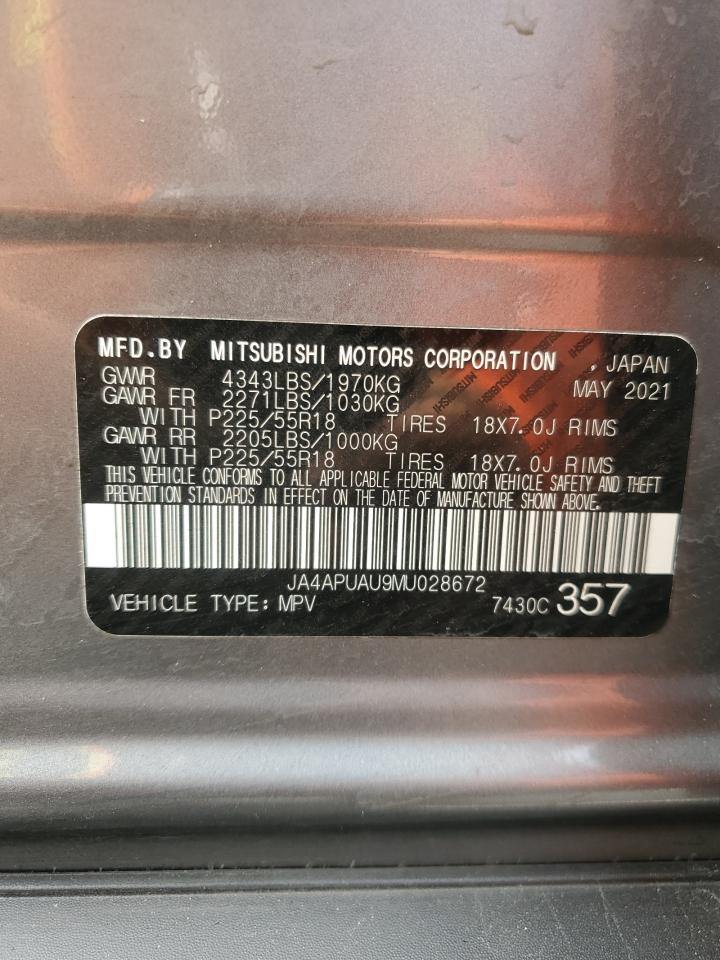 MFD.BY MITSUBISHI MOTORS CORPORATION , JAPAN
GVWR 4343LBS/1970KG MAY 2021
GAWR FR 2271LBS/1030KG
WITH P225/55R18 TIRES 18X7.0J RIMS
GAWR RR 2205LBS/1000KG
WITH P225/55R18 TIRES 18X7.0J RIMS
THIS VEHICLE CONFORMS TO ALL APPLICABLE FEDERAL MOTOR VEHICLE SAFETY AND THEFT
PREVENTION STANDARDS IN EFFECT ON THE DATE OF MANUFACTURE SHOWN ABOVE.
JA4APUAU9MU028672
VEHICLE TYPE: MPV 7430C 357